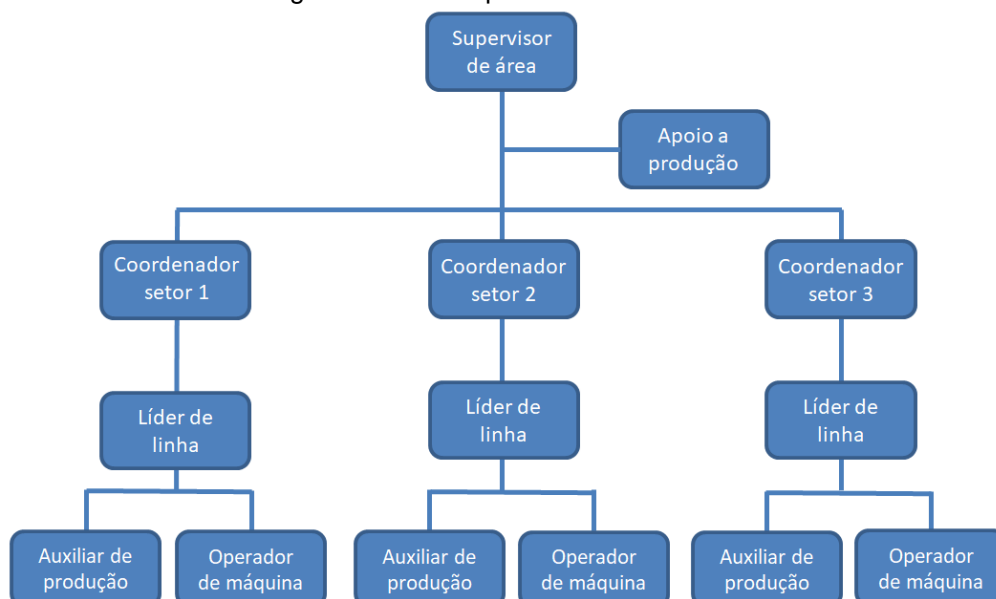 Supervisor
de área
Apoio a
produção
Coordenador
setor 1
Coordenador
setor 2
Coordenador
setor 3
Líder de
linha
Líder de
linha
Líder de
linha
Auxiliar de
produção
Operador
de máquina
Auxiliar de
produção
Operador
de máquina
Auxiliar de
produção
Operador
de máquina